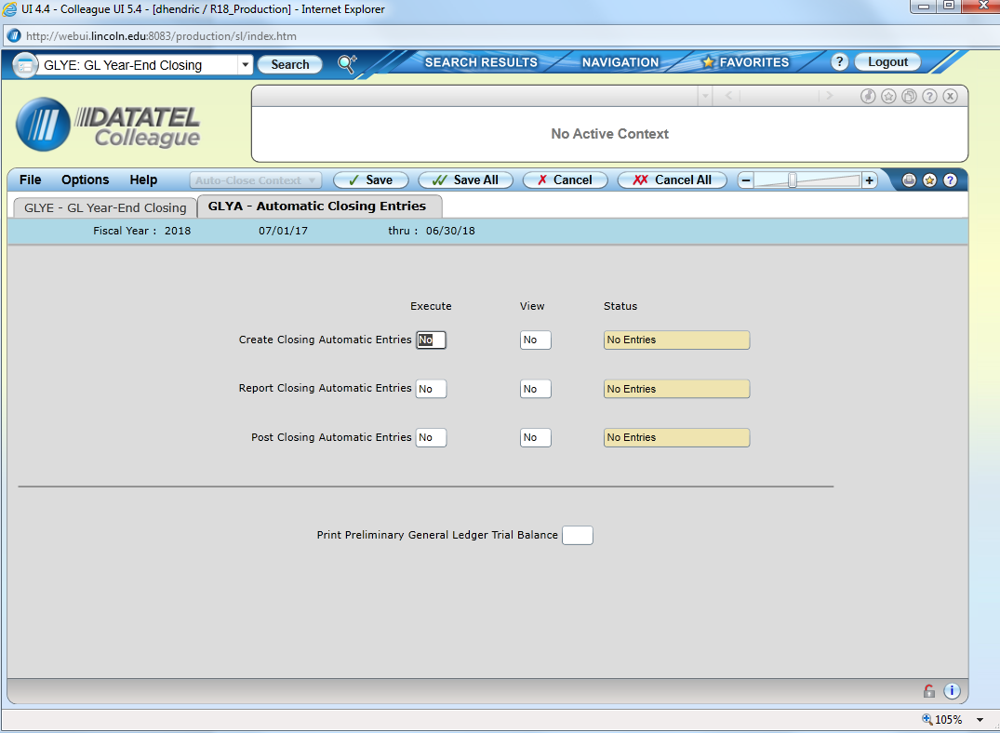 UI 4.4 - Colleague UI 5.4 - [dhendric / R18_Production] - Internet Explorer
http://webui.lincoln.edu:8083/production/sl/index.htm
GLYE: GL Year-End Closing Search SEARCH RESULTS NAVIGATION FAVORITES ? Logout
DATATEL
Colleague
No Active Context
File Options Help Auto-Close Context Save Save All Cancel Cancel All − + ?
GLYE - GL Year-End Closing GLYA - Automatic Closing Entries
Fiscal Year : 2018 07/01/17 thru : 06/30/18
Execute View Status
Create Closing Automatic Entries No No No Entries
Report Closing Automatic Entries No No No Entries
Post Closing Automatic Entries No No No Entries
Print Preliminary General Ledger Trial Balance
105%